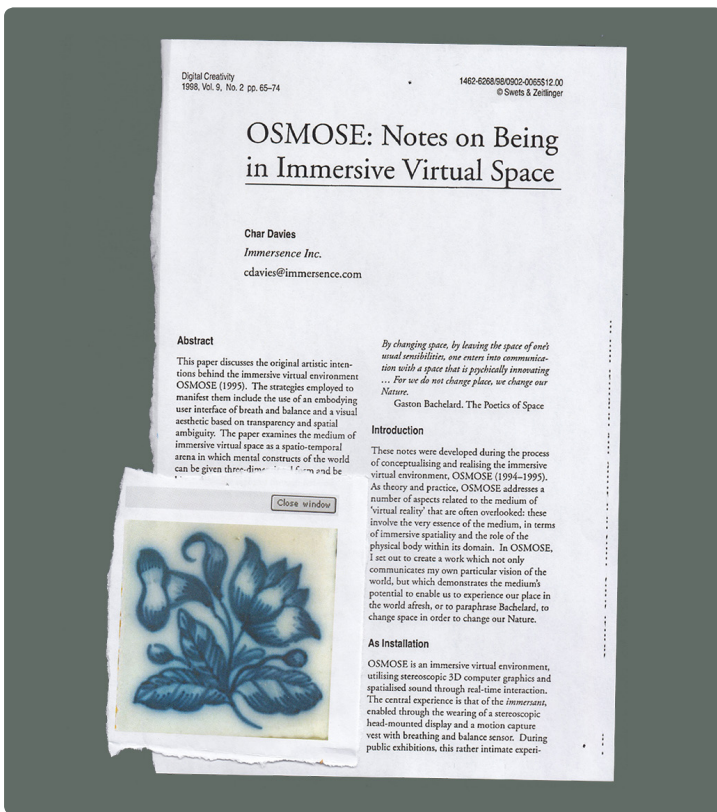 Digital Creativity
1998, Vol. 9, No. 2 pp. 65–74
1462-6268/98/0902-0065$12.00
© Swets & Zeitlinger
OSMOSE: Notes on Being
in Immersive Virtual Space
Char Davies
Immersence Inc.
cdavies@immersence.com
Abstract
This paper discusses the original artistic inten-
tions behind the immersive virtual environment
OSMOSE (1995). The strategies employed to
manifest them include the use of an embodying
user interface of breath and balance and a visual
aesthetic based on transparency and spatial
ambiguity. The paper examines the medium of
immersive virtual space as a spatio-temporal
arena in which mental constructs of the world
can be given three-dimensional form and be
Close window
By changing space, by leaving the space of one's
usual sensibilities, one enters into communica-
tion with a space that is psychically innovating
… For we do not change place, we change our
Nature.
Gaston Bachelard. The Poetics of Space
Introduction
These notes were developed during the process
of conceptualising and realising the immersive
virtual environment, OSMOSE (1994–1995).
As theory and practice, OSMOSE addresses a
number of aspects related to the medium of
'virtual reality' that are often overlooked: these
involve the very essence of the medium, in terms
of immersive spatiality and the role of the
physical body within its domain. In OSMOSE,
I set out to create a work which not only
communicates my own particular vision of the
world, but which demonstrates the medium's
potential to enable us to experience our place in
the world afresh, or to paraphrase Bachelard, to
change space in order to change our Nature.
As Installation
OSMOSE is an immersive virtual environment,
utilising stereoscopic 3D computer graphics and
spatialised sound through real-time interaction.
The central experience is that of the immersant,
enabled through the wearing of a stereoscopic
head-mounted display and a motion capture
vest with breathing and balance sensor. During
public exhibitions, this rather intimate experi-